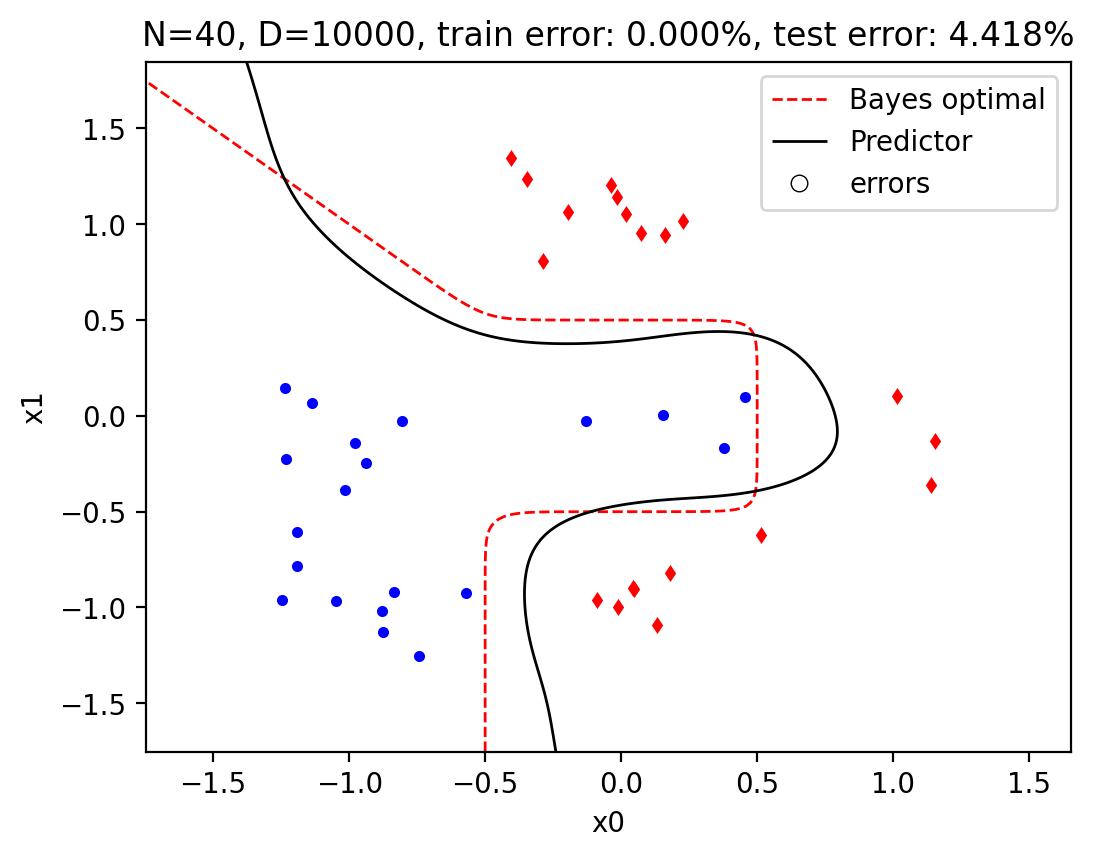 N=40, D=10000, train error: 0.000%, test error: 4.418%
Bayes optimal
Predictor
errors
1.5
1.0
0.5
0.0
−0.5
−1.0
−1.5
x1
−1.5 −1.0 −0.5 0.0 0.5 1.0 1.5
x0